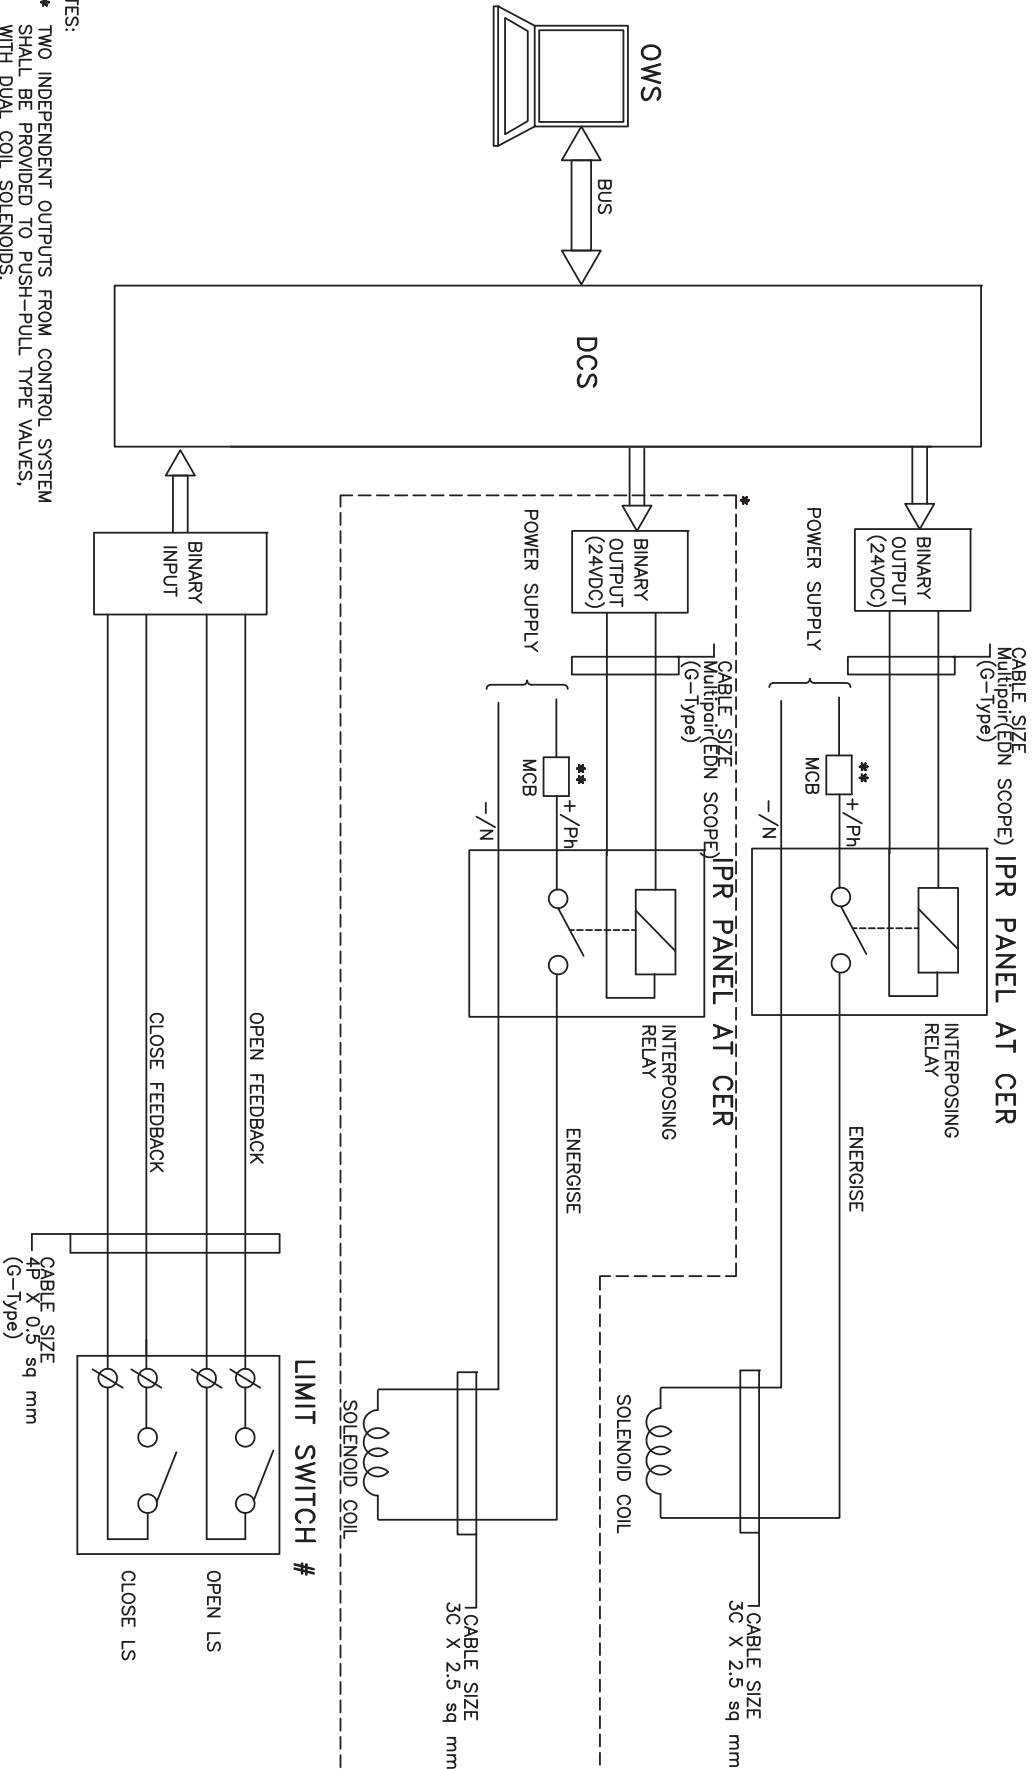 OWS
BUS
DCS
BINARY
OUTPUT
(24VDC)
POWER SUPPLY
CABLE SIZE
Multipair(EDN SCOPE)
(G-Type)
**
MCB
+/Ph
-/N
IPR PANEL AT CER
INTERPOSING
RELAY
ENERGISE
SOLENOID COIL
CABLE SIZE
3C X 2.5 sq mm
*
BINARY
OUTPUT
(24VDC)
POWER SUPPLY
CABLE SIZE
Multipair(EDN SCOPE)
(G-Type)
**
MCB
+/Ph
-/N
IPR PANEL AT CER
INTERPOSING
RELAY
ENERGISE
SOLENOID COIL
CABLE SIZE
3C X 2.5 sq mm
BINARY
INPUT
OPEN FEEDBACK
CLOSE FEEDBACK
CABLE SIZE
4P X 0.5 sq mm
(G-Type)
LIMIT SWITCH #
OPEN LS
CLOSE LS
TES:
* TWO INDEPENDENT OUTPUTS FROM CONTROL SYSTEM
SHALL BE PROVIDED TO PUSH-PULL TYPE VALVES,
WITH DUAL COIL SOLENOIDS.